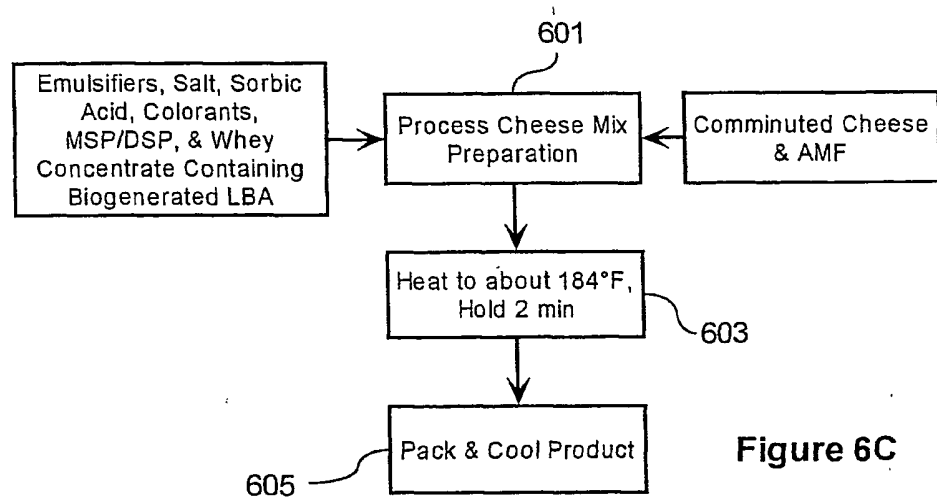 601
Emulsifiers, Salt, Sorbic
Acid, Colorants,
MSP/DSP, & Whey
Concentrate Containing
Biogenerated LBA
Process Cheese Mix
Preparation
Comminuted Cheese
& AMF
Heat to about 184°F,
Hold 2 min
603
Pack & Cool Product
605
Figure 6C